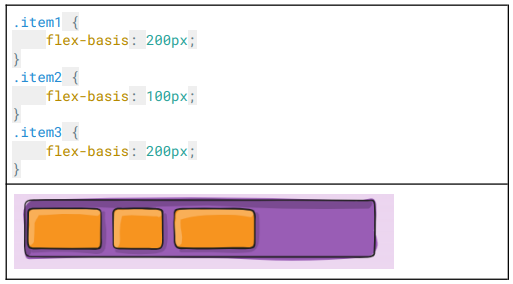 .item1 {
    flex-basis: 200px;
}
.item2 {
    flex-basis: 100px;
}
.item3 {
    flex-basis: 200px;
}